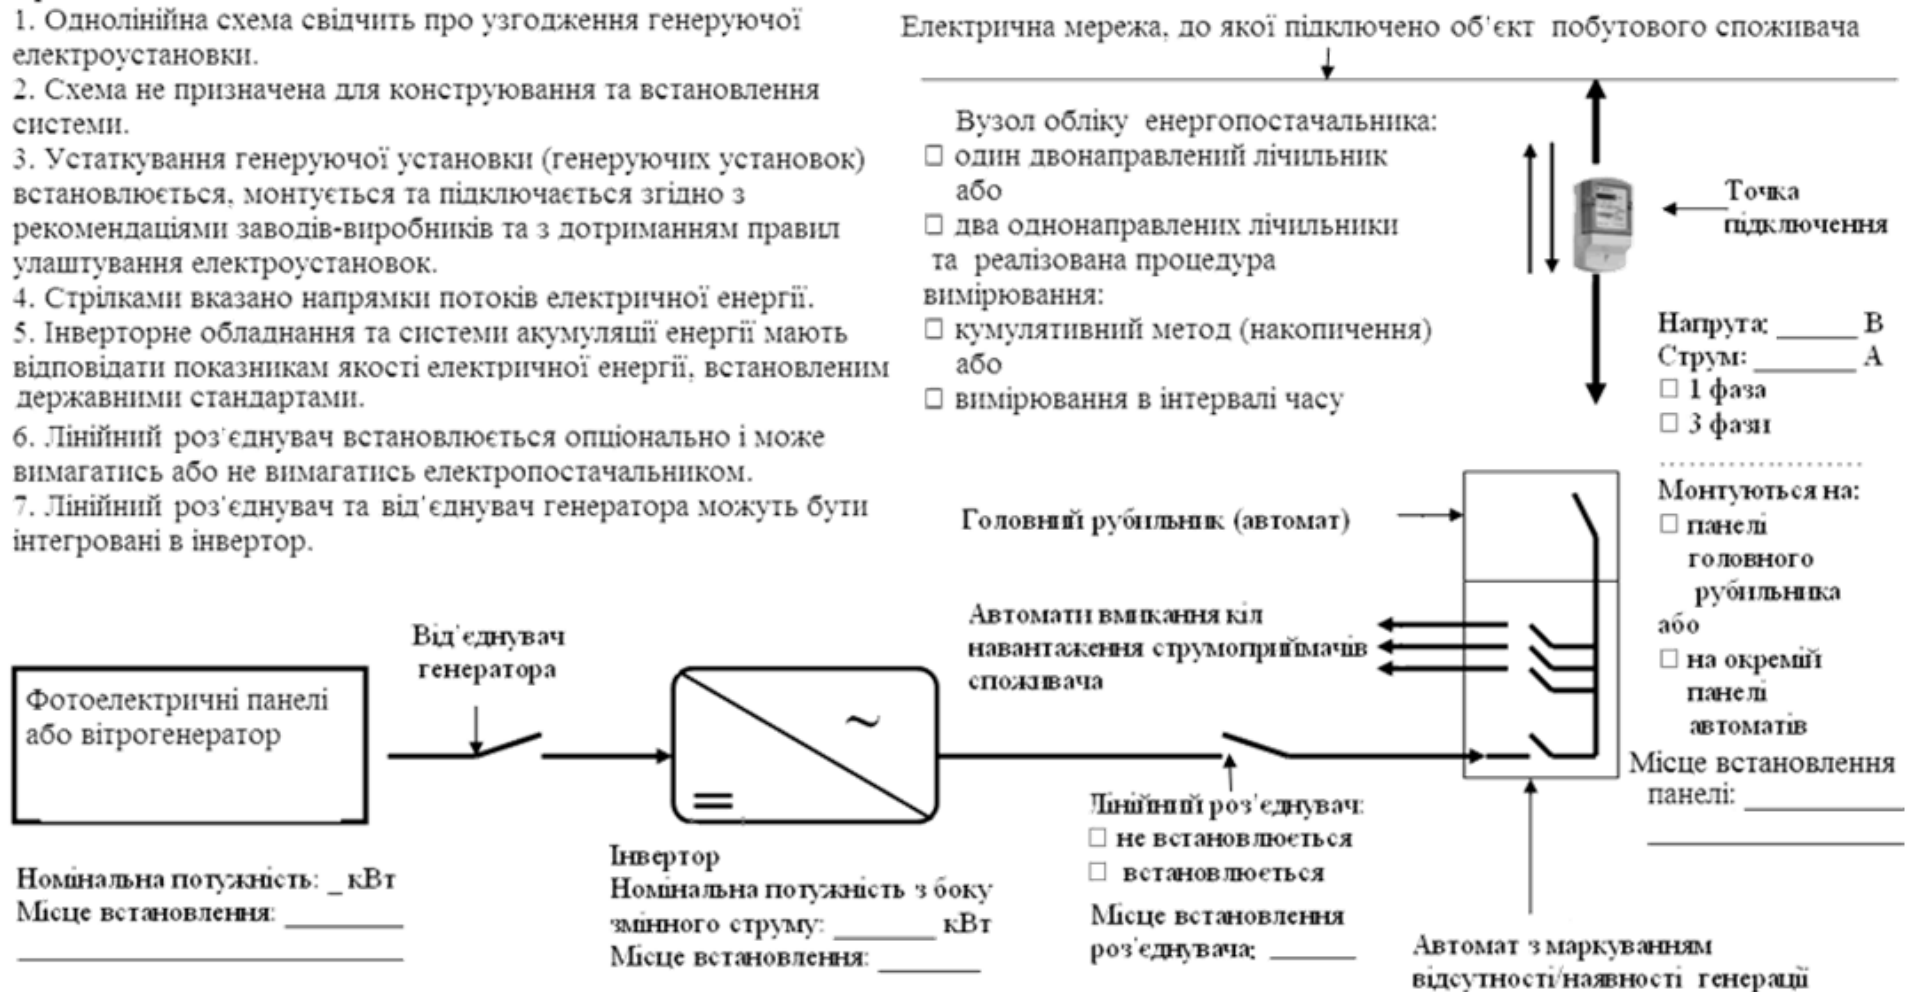 1. Однолінійна схема свідчить про узгодження генеруючої
електроустановки.
2. Схема не призначена для конструювання та встановлення
системи.
3. Устаткування генеруючої установки (генеруючих установок)
встановлюється, монтується та підключається згідно з
рекомендаціями заводів-виробників та з дотриманням правил
улаштування електроустановок.
4. Стрілками вказано напрямки потоків електричної енергії.
5. Інверторне обладнання та системи акумуляції енергії мають
відповідати показникам якості електричної енергії, встановленим
державними стандартами.
6. Лінійний роз'єднувач встановлюється опціонально і може
вимагатись або не вимагатись електропостачальником.
7. Лінійний роз'єднувач та від'єднувач генератора можуть бути
інтегровані в інвертор.
Електрична мережа, до якої підключено об'єкт побутового споживача
Вузол обліку енергопостачальника:
☐ один двонаправлений лічильник
або
☐ два однонаправлених лічильники
та реалізована процедура
вимірювання:
☐ кумулятивний метод (накопичення)
або
☐ вимірювання в інтервалі часу
Точка
підключення
Напруга: ______ В
Струм: ________ А
☐ 1 фаза
☐ 3 фази
......................
Монтуються на:
☐ панелі
головного
рубильника
або
☐ на окремій
панелі
автоматів
Місце встановлення
панелі: ____________
____________________
Головний рубильник (автомат)
Автомати вмикання кіл
навантаження струмоприймачів
споживача
Від'єднувач
генератора
Фотоелектричні панелі
або вітрогенератор
~
=
Номінальна потужність: _ кВт
Місце встановлення: _________
______________________________
Інвертор
Номінальна потужність з боку
змінного струму: ________ кВт
Місце встановлення: ________
Лінійний роз'єднувач:
☐ не встановлюється
☐ встановлюється
Місце встановлення
роз'єднувача: _______
Автомат з маркуванням
відсутності/наявності генерації